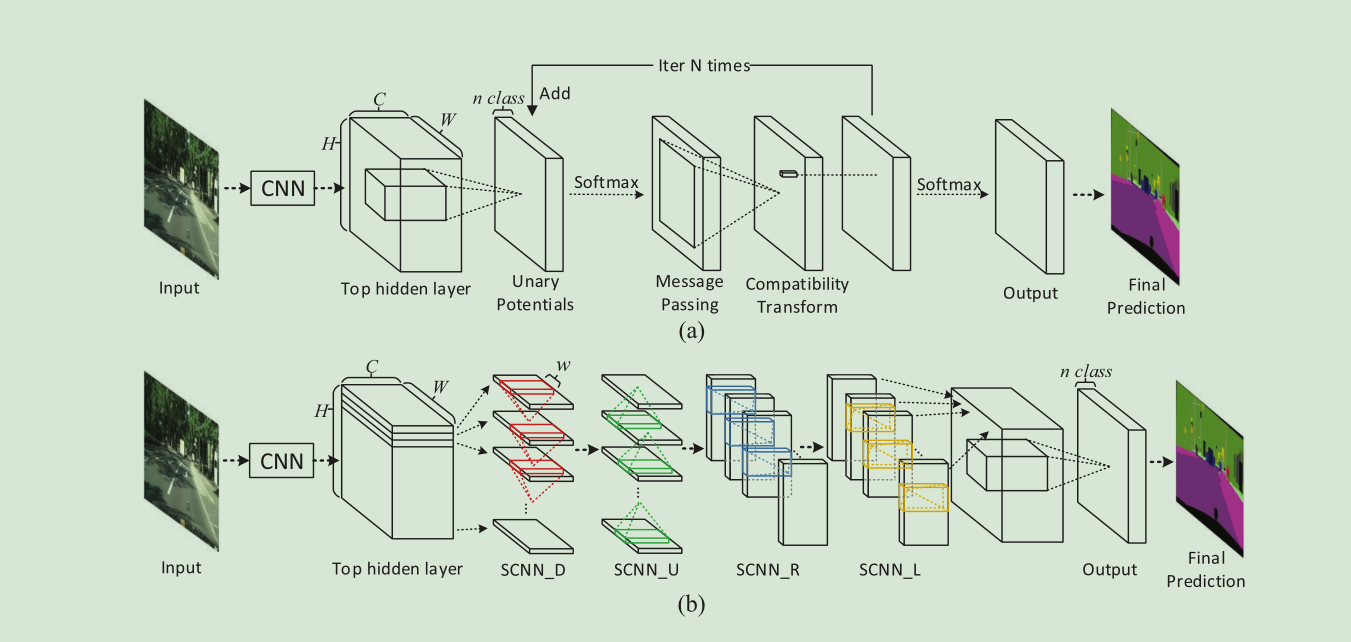 Iter N times
Add
C
W
H
n class
CNN
Softmax
Softmax
Input
Top hidden layer
Unary
Potentials
Message
Passing
Compatibility
Transform
Output
Final
Prediction
(a)
C
W
H
w
n class
CNN
Input
Top hidden layer
SCNN_D
SCNN_U
SCNN_R
SCNN_L
Output
Final
Prediction
(b)